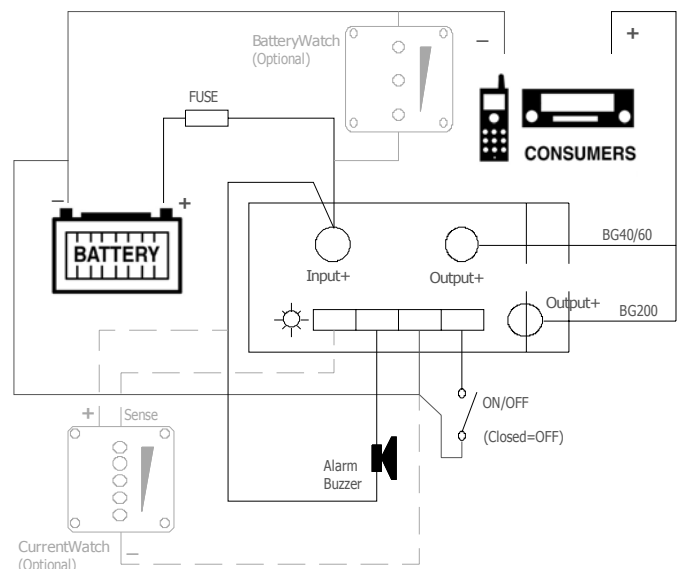 BatteryWatch
(Optional)
−
+
FUSE
CONSUMERS
−
+
BATTERY
BG40/60
Input+
Output+
Output+
BG200
+
Sense
ON/OFF
(Closed=OFF)
Alarm
Buzzer
CurrentWatch
(Optional)
−